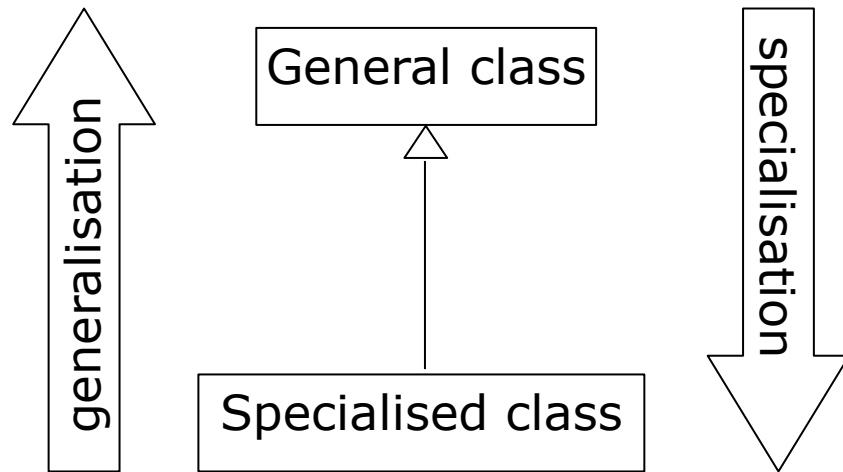 generalisation
General class
Specialised class
specialisation